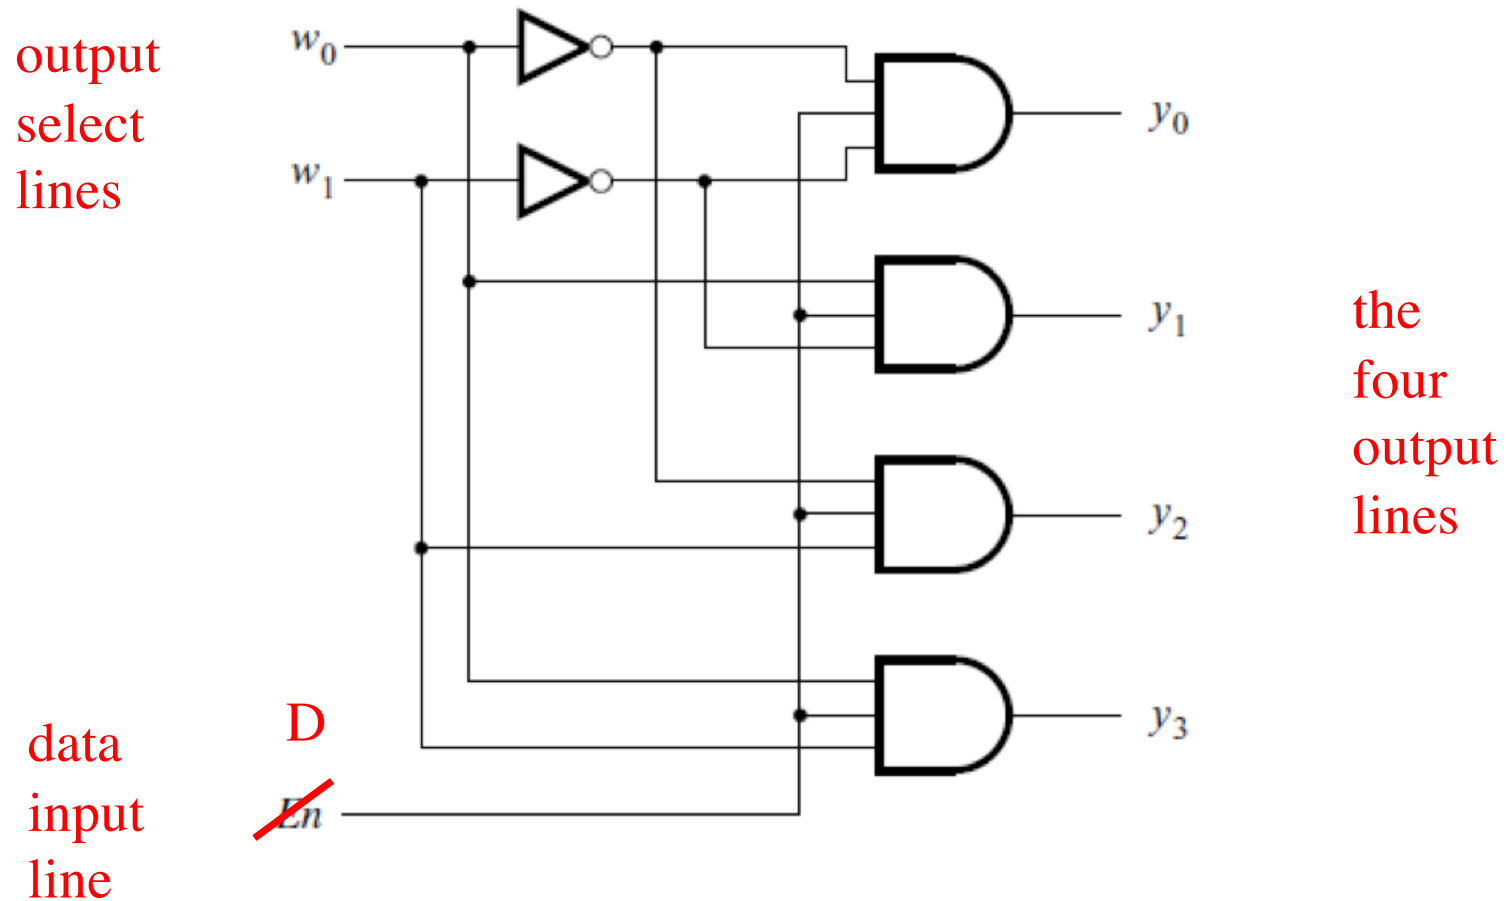 output
select
lines
w0
w1
y0
y1
y2
y3
the
four
output
lines
data
input
line
D
En